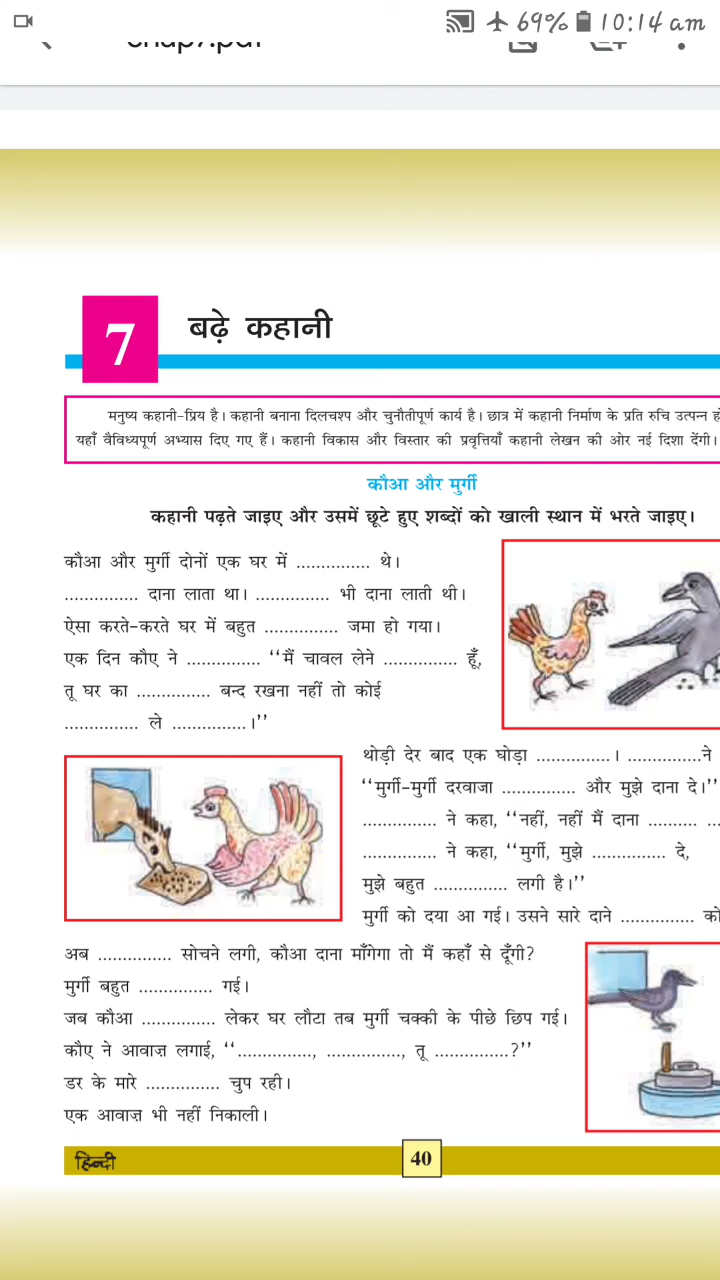 69% 10:14 am
7
बढ़े कहानी
मनुष्य कहानी-प्रिय है। कहानी बनाना दिलचश्प और चुनौतीपूर्ण कार्य है। छात्र में कहानी निर्माण के प्रति रुचि उत्पन्न
यहाँ वैविध्यपूर्ण अभ्यास दिए गए हैं। कहानी विकास और विस्तार की प्रवृत्तियाँ कहानी लेखन की ओर नई दिशा देंगी।
कौआ और मुर्गी
कहानी पढ़ते जाइए और उसमें छूटे हुए शब्दों को खाली स्थान में भरते जाइए।
कौआ और मुर्गी दोनों एक घर में ............... थे।
............... दाना लाता था। ............... भी दाना लाती थी।
ऐसा करते-करते घर में बहुत ............... जमा हो गया।
एक दिन कौए ने ............... ‘‘मैं चावल लेने ............... हूँ,
तू घर का ............... बन्द रखना नहीं तो कोई
............... ले ...............।’’
थोड़ी देर बाद एक घोड़ा ...............। ...............ने
‘‘मुर्गी-मुर्गी दरवाजा ............... और मुझे दाना दे।’’
............... ने कहा, ‘‘नहीं, नहीं मैं दाना .......... ...
............... ने कहा, ‘‘मुर्गी, मुझे ............... दे,
मुझे बहुत ............... लगी है।’’
मुर्गी को दया आ गई। उसने सारे दाने ............... को
अब ............... सोचने लगी, कौआ दाना माँगेगा तो मैं कहाँ से दूँगी?
मुर्गी बहुत ............... गई।
जब कौआ ............... लेकर घर लौटा तब मुर्गी चक्की के पीछे छिप गई।
कौए ने आवाज़ लगाई, ‘‘..............., ..............., तू ...............?’’
डर के मारे ............... चुप रही।
एक आवाज़ भी नहीं निकाली।
हिन्दी
40